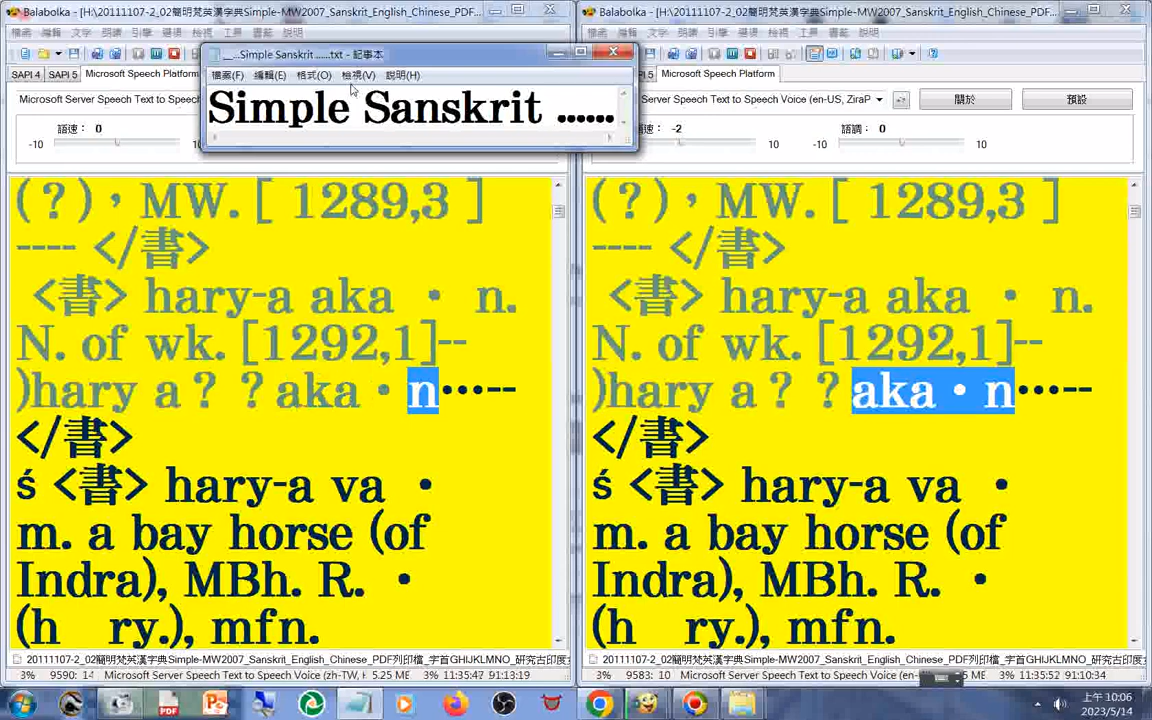 Balabolka - [H:\20111107-2_02簡明梵英漢字典Simple-MW2007_Sanskrit_English_Chinese_PDF...
SAPI 4 SAPI 5 Microsoft Speech Platform
Microsoft Server Speech Text to Speech
語速： 0
-10
(?)，MW. [ 1289,3 ]
---- </書>
<書> hary-a aka · n.
N. of wk. [1292,1]--
)hary a? ?aka·n…--
</書>
ś <書> hary-a va ·
m. a bay horse (of
Indra), MBh. R. ·
(h ry.), mfn.
20111107-2_02簡明梵英漢字典Simple-MW2007_Sanskrit_English_Chinese_PDF列印檔_字首GHIJKLMNO_研究古印度
3% 9590: 14 Microsoft Server Speech Text to Speech Voice (zh-TW, 5.25 ME 3% 11:35:47 91:13:19
__...Simple Sanskrit ......txt - 記事本
檔案(F) 編輯(E) 格式(O) 檢視(V) 說明(H)
Simple Sanskrit ......
Balabolka - [H:\20111107-2_02簡明梵英漢字典Simple-MW2007_Sanskrit_English_Chinese_PDF...
5 Microsoft Speech Platform
Server Speech Text to Speech Voice (en-US, ZiraP 關於 預設
速： -2 語調： 0
10 -10 10
(?)，MW. [ 1289,3 ]
---- </書>
<書> hary-a aka · n.
N. of wk. [1292,1]--
)hary a? ?aka·n…--
</書>
ś <書> hary-a va ·
m. a bay horse (of
Indra), MBh. R. ·
(h ry.), mfn.
20111107-2_02簡明梵英漢字典Simple-MW2007_Sanskrit_English_Chinese_PDF列印檔_字首GHIJKLMNO_研究古印度
3% 9583: 10 Microsoft Server Speech Text to Speech Voice (en- 5.25 MB 3% 11:35:52 91:10:34
上午 10:06
2023/5/14